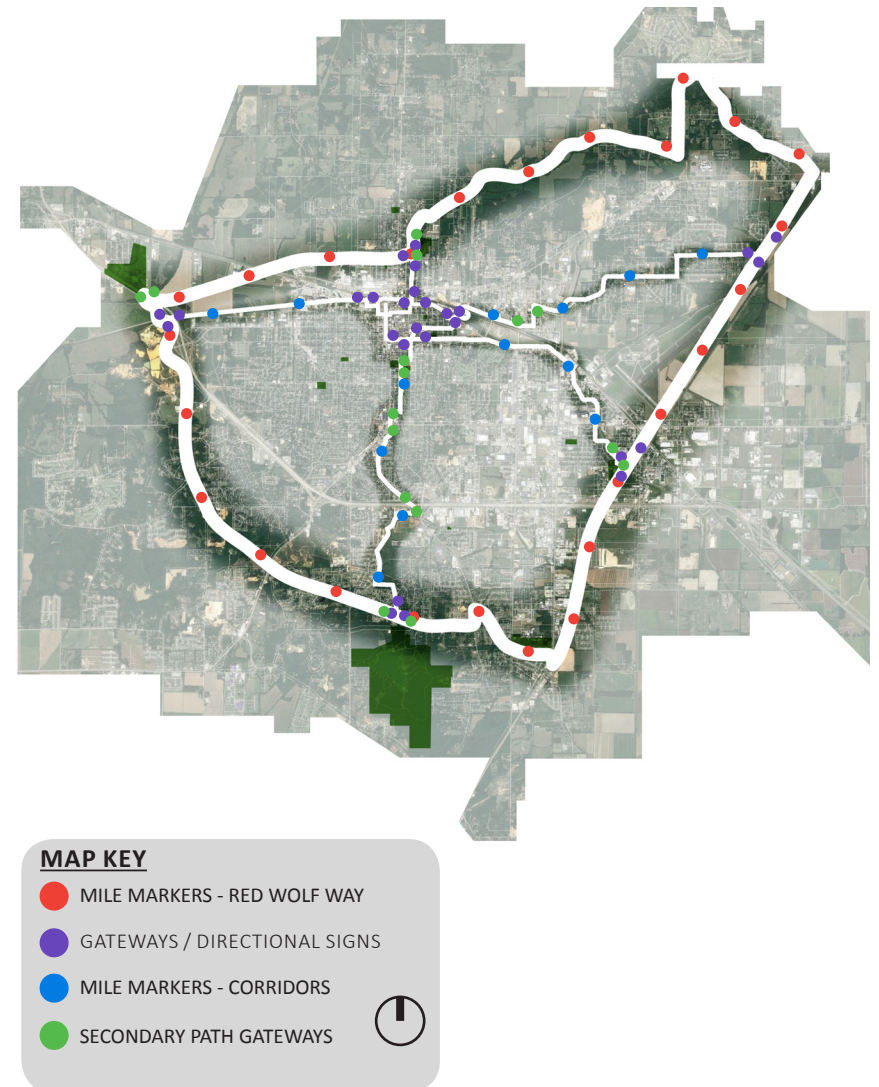 MAP KEY
MILE MARKERS - RED WOLF WAY
GATEWAYS / DIRECTIONAL SIGNS
MILE MARKERS - CORRIDORS
SECONDARY PATH GATEWAYS